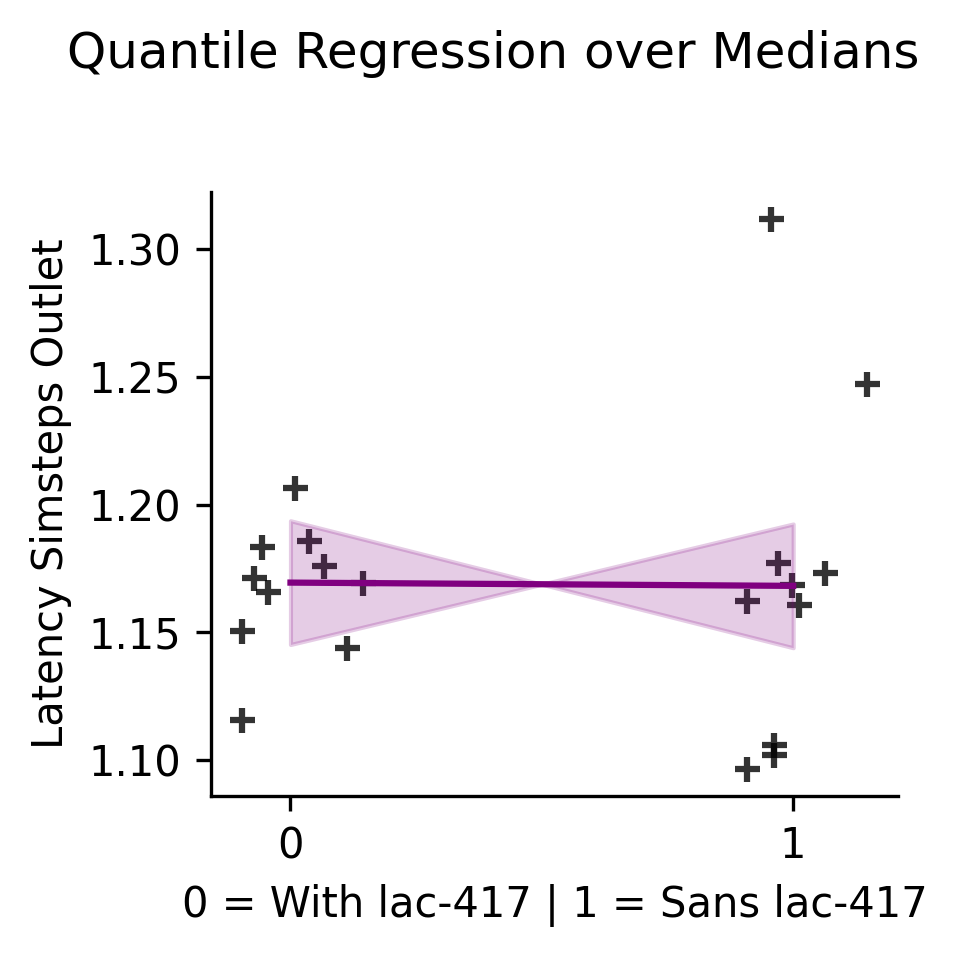 Quantile Regression over Medians
Latency Simsteps Outlet
1.30
1.25
1.20
1.15
1.10
0
1
0 = With lac-417 | 1 = Sans lac-417